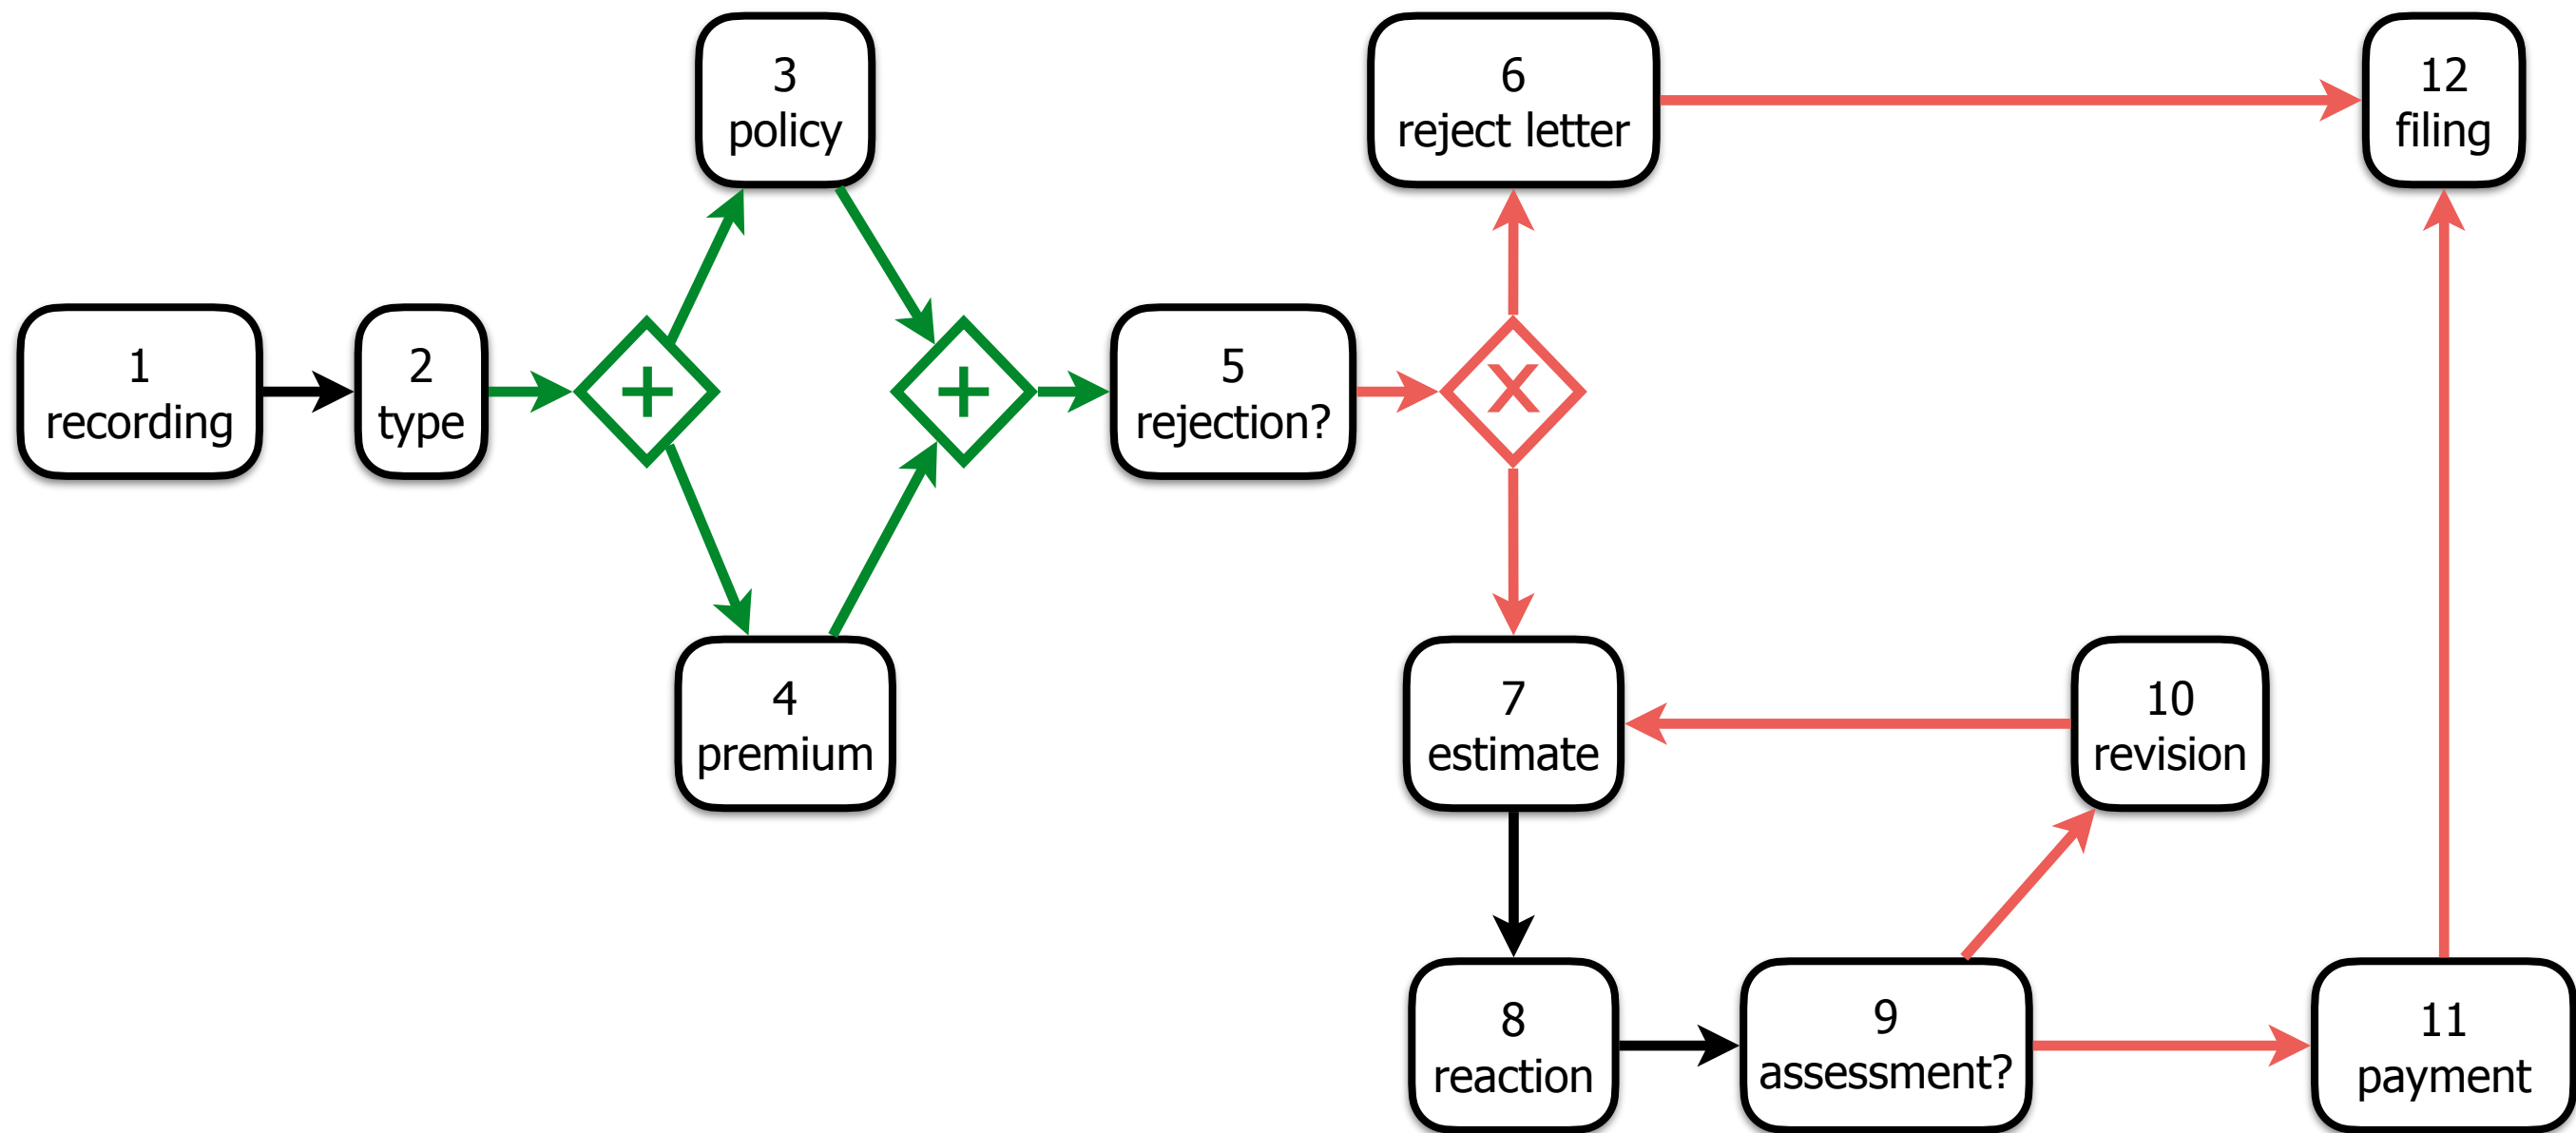 3
policy
6
reject letter
12
filing
1
recording
2
type
+
+
5
rejection?
X
4
premium
7
estimate
10
revision
8
reaction
9
assessment?
11
payment